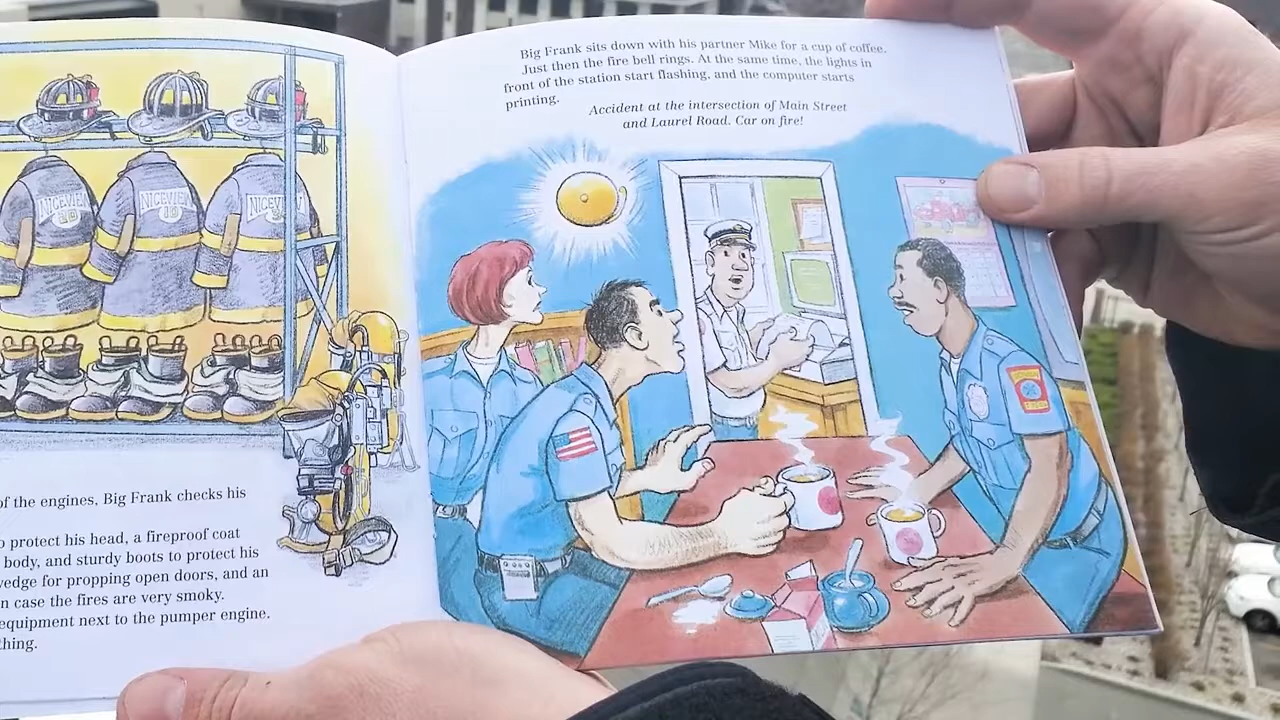 NICEVIEW
10
NICEVIEW
10
NICEVIEW
of the engines, Big Frank checks his
o protect his head, a fireproof coat
body, and sturdy boots to protect his
wedge for propping open doors, and an
n case the fires are very smoky.
equipment next to the pumper engine.
thing.
Big Frank sits down with his partner Mike for a cup of coffee.
Just then the fire bell rings. At the same time, the lights in
front of the station start flashing, and the computer starts
printing.
Accident at the intersection of Main Street
and Laurel Road. Car on fire!